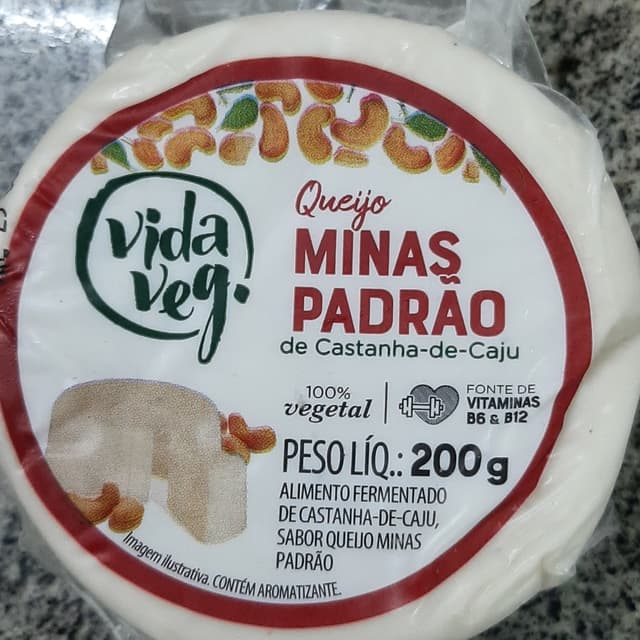 vida
veg.
Queijo
MINAS
PADRÃO
de Castanha-de-Caju
100%
vegetal
FONTE DE
VITAMINAS
B6 & B12
PESO LÍQ.: 200g
ALIMENTO FERMENTADO
DE CASTANHA-DE-CAJU,
SABOR QUEIJO MINAS
PADRÃO
Imagem ilustrativa. CONTÉM AROMATIZANTE.